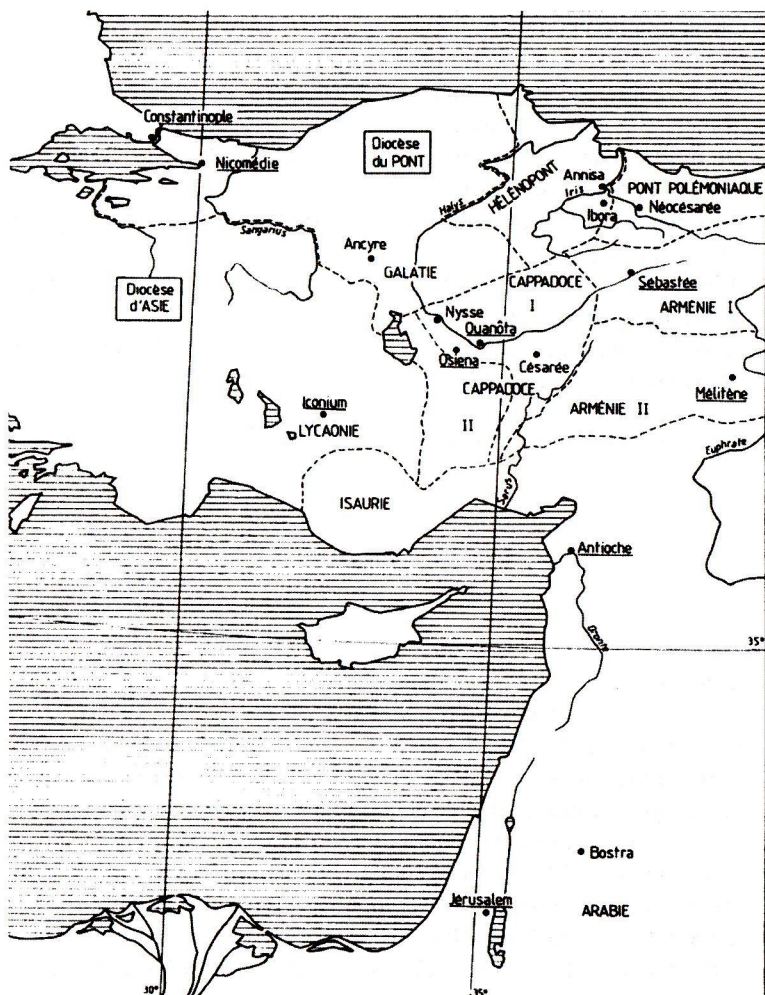 Constantinople
Nicomédie
Diocèse
du PONT
Halys
HÉLÉNOPONT
Annisa
Iris
PONT POLÉMONIAQUE
Ibora
Néocésarée
Sangarius
Ancyre
GALATIE
CAPPADOCE
I
Sébastée
ARMÉNIE I
Diocèse
d'ASIE
Nysse
Ouanôta
Osiena
Césarée
CAPPADOCE
II
Mélitène
ARMÉNIE II
Iconium
LYCAONIE
Euphrate
Sarus
ISAURIE
Antioche
Oronte
35°
Bostra
Jérusalem
ARABIE
30°
35°